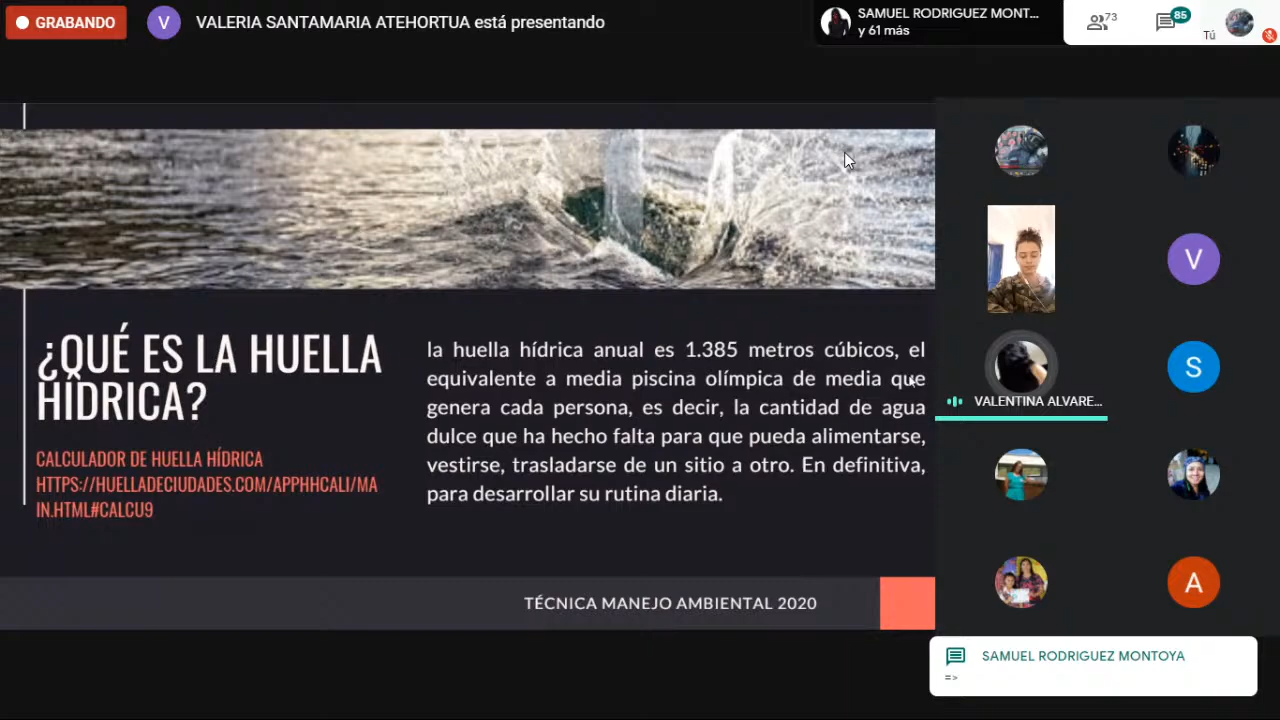 GRABANDO
V
VALERIA SANTAMARIA ATEHORTUA está presentando
SAMUEL RODRIGUEZ MONT...
y 61 más
73
85
Tú
¿QUÉ ES LA HUELLA
HÍDRICA?
CALCULADOR DE HUELLA HÍDRICA
HTTPS://HUELLADECIUDADES.COM/APPHHCALI/MA
IN.HTML#CALCU9
la huella hídrica anual es 1.385 metros cúbicos, el
equivalente a media piscina olímpica de media que
genera cada persona, es decir, la cantidad de agua
dulce que ha hecho falta para que pueda alimentarse,
vestirse, trasladarse de un sitio a otro. En definitiva,
para desarrollar su rutina diaria.
TÉCNICA MANEJO AMBIENTAL 2020
V
S
VALENTINA ALVARE...
A
SAMUEL RODRIGUEZ MONTOYA
=>